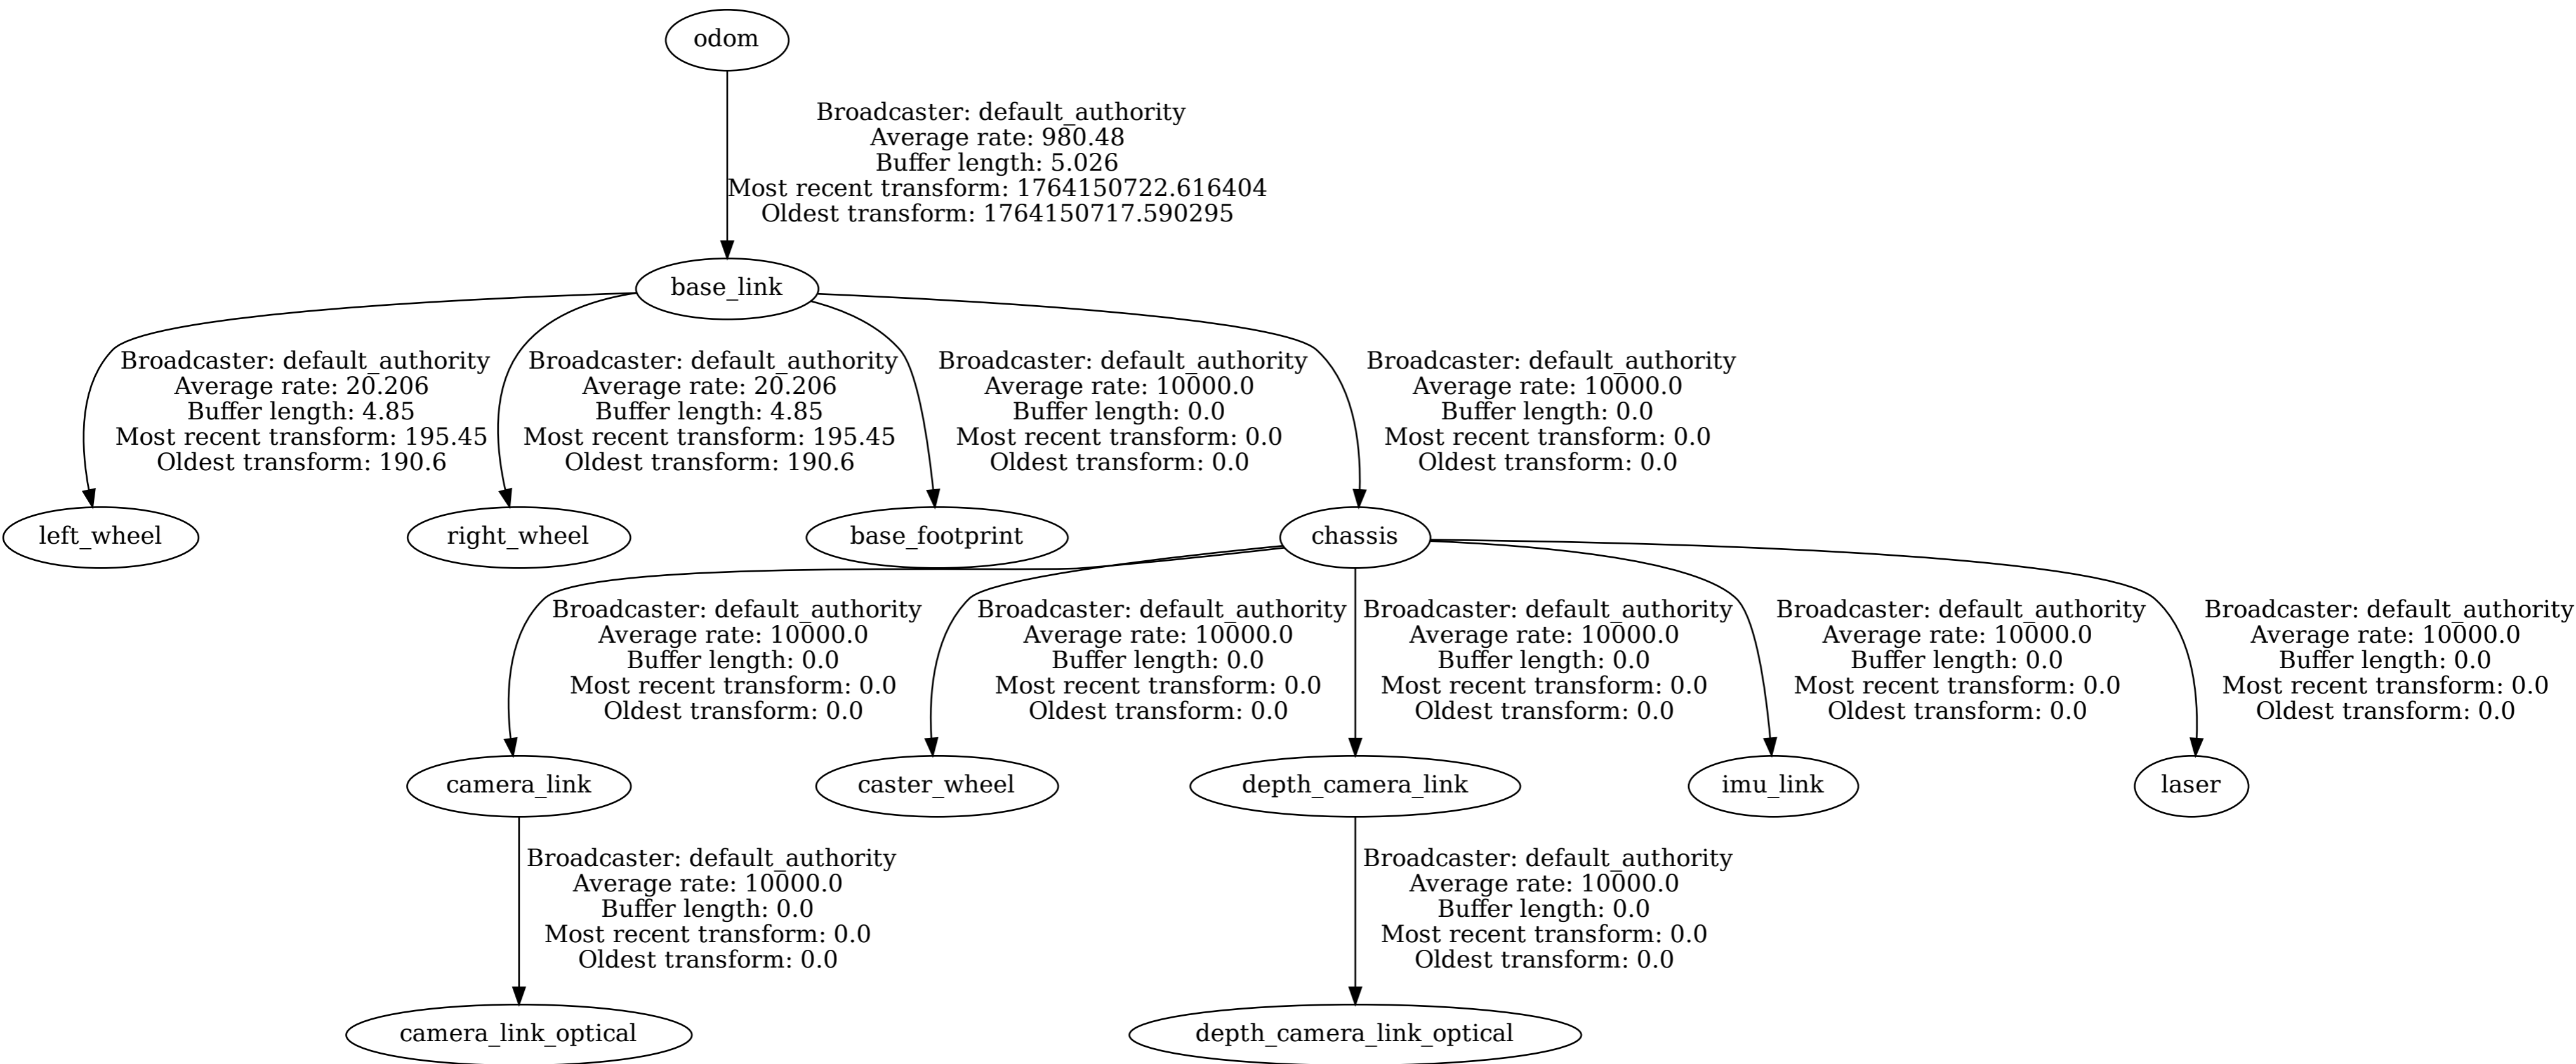 odom
Broadcaster: default_authority
Average rate: 980.48
Buffer length: 5.026
Most recent transform: 1764150722.616404
Oldest transform: 1764150717.590295
base_link
Broadcaster: default_authority
Average rate: 20.206
Buffer length: 4.85
Most recent transform: 195.45
Oldest transform: 190.6
Broadcaster: default_authority
Average rate: 20.206
Buffer length: 4.85
Most recent transform: 195.45
Oldest transform: 190.6
Broadcaster: default_authority
Average rate: 10000.0
Buffer length: 0.0
Most recent transform: 0.0
Oldest transform: 0.0
Broadcaster: default_authority
Average rate: 10000.0
Buffer length: 0.0
Most recent transform: 0.0
Oldest transform: 0.0
left_wheel
right_wheel
base_footprint
chassis
Broadcaster: default_authority
Average rate: 10000.0
Buffer length: 0.0
Most recent transform: 0.0
Oldest transform: 0.0
Broadcaster: default_authority
Average rate: 10000.0
Buffer length: 0.0
Most recent transform: 0.0
Oldest transform: 0.0
Broadcaster: default_authority
Average rate: 10000.0
Buffer length: 0.0
Most recent transform: 0.0
Oldest transform: 0.0
Broadcaster: default_authority
Average rate: 10000.0
Buffer length: 0.0
Most recent transform: 0.0
Oldest transform: 0.0
Broadcaster: default_authority
Average rate: 10000.0
Buffer length: 0.0
Most recent transform: 0.0
Oldest transform: 0.0
camera_link
caster_wheel
depth_camera_link
imu_link
laser
Broadcaster: default_authority
Average rate: 10000.0
Buffer length: 0.0
Most recent transform: 0.0
Oldest transform: 0.0
Broadcaster: default_authority
Average rate: 10000.0
Buffer length: 0.0
Most recent transform: 0.0
Oldest transform: 0.0
camera_link_optical
depth_camera_link_optical